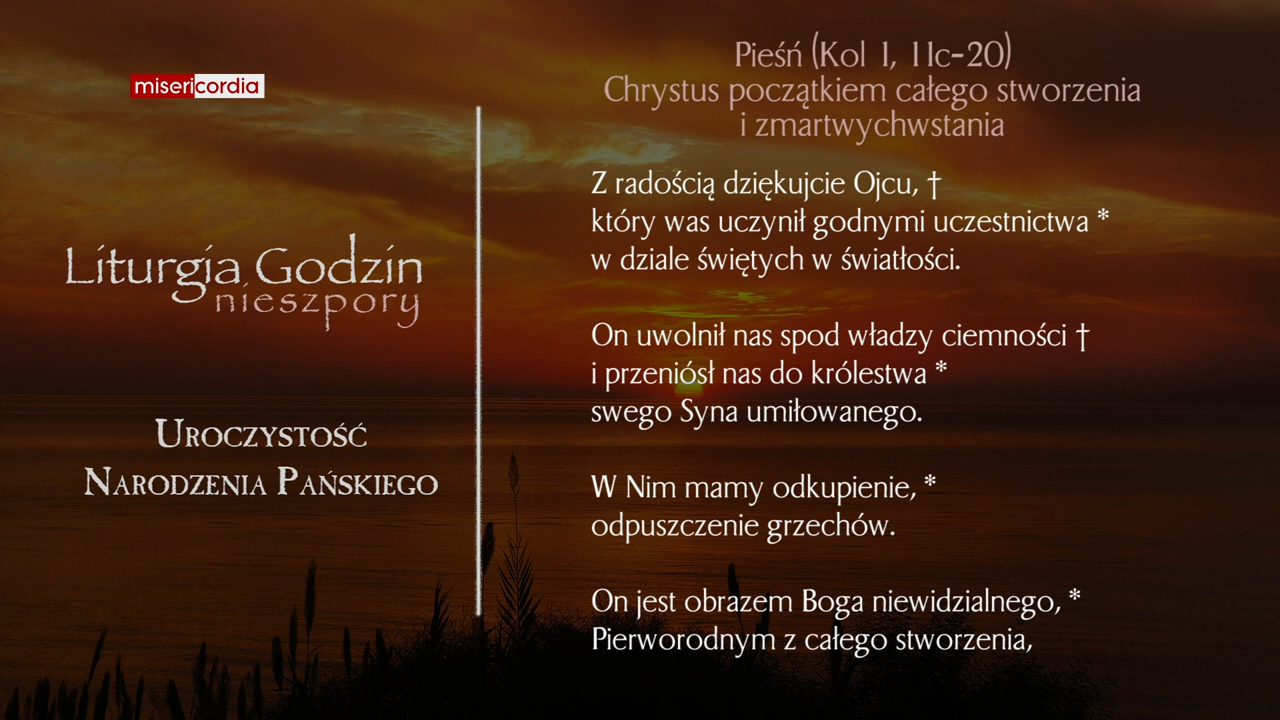 misericordia
Liturgia Godzin
nieszpory
Uroczystość
Narodzenia Pańskiego
Pieśń (Kol 1, 11c-20)
Chrystus początkiem całego stworzenia
i zmartwychwstania
Z radością dziękujcie Ojcu, †
który was uczynił godnymi uczestnictwa *
w dziale świętych w światłości.
On uwolnił nas spod władzy ciemności †
i przeniósł nas do królestwa *
swego Syna umiłowanego.
W Nim mamy odkupienie, *
odpuszczenie grzechów.
On jest obrazem Boga niewidzialnego, *
Pierworodnym z całego stworzenia,